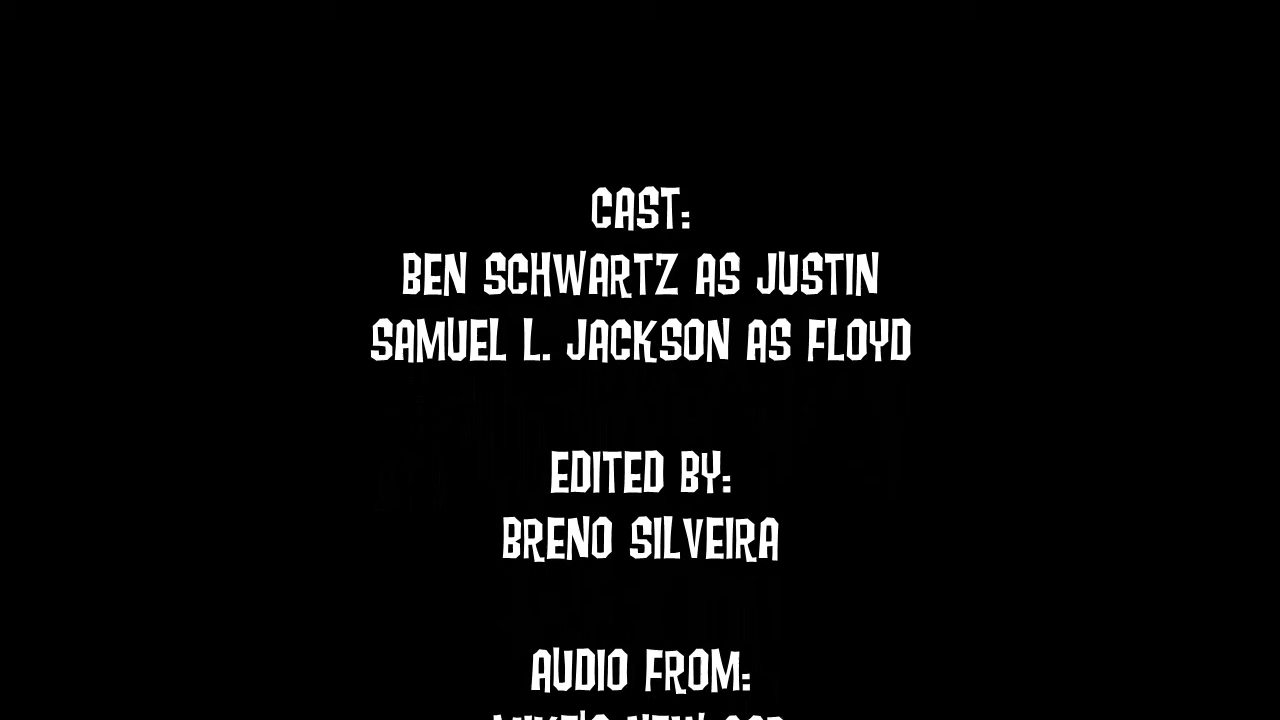 CAST:
BEN SCHWARTZ AS JUSTIN
SAMUEL L. JACKSON AS FLOYD
EDITED BY:
BRENO SILVEIRA
AUDIO FROM: